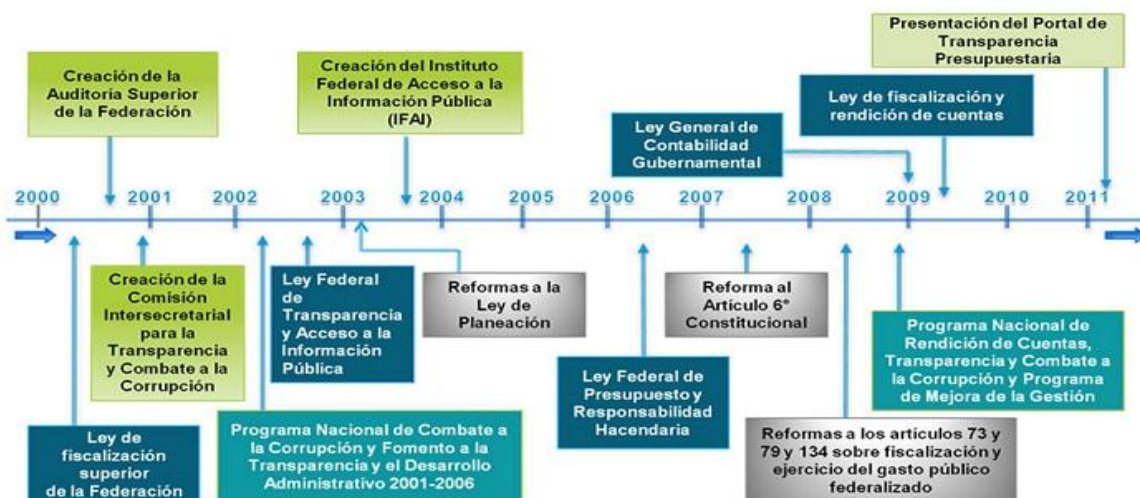 Presentación del Portal de
Transparencia
Presupuestaria
Creación de la
Auditoria Superior
de la Federación
Creación del Instituto
Federal de Acceso a la
Información Pública
(IFAI)
Ley General de
Contabilidad
Gubernamental
Ley de fiscalización y
rendición de cuentas
2000
2001
2002
2003
2004
2005
2006
2007
2008
2009
2010
2011
Creación de la
Comisión
Intersecretarial
para la
Transparencia
y Combate a la
Corrupción
Ley Federal
de
Transparencia
y Acceso a la
Información
Pública
Reformas a la
Ley de
Planeación
Reforma al
Artículo 6°
Constitucional
Programa Nacional de
Rendición de Cuentas,
Transparencia y Combate a
la Corrupción y Programa
de Mejora de la Gestión
Ley de
fiscalización
superior
de la Federación
Programa Nacional de Combate
a la Corrupción y Fomento a la
Transparencia y el Desarrollo
Administrativo 2001-2006
Ley Federal de
Presupuesto y
Responsabilidad
Hacendaria
Reformas a los artículos 73 y
79 y 134 sobre fiscalización y
ejercicio del gasto público
federalizado